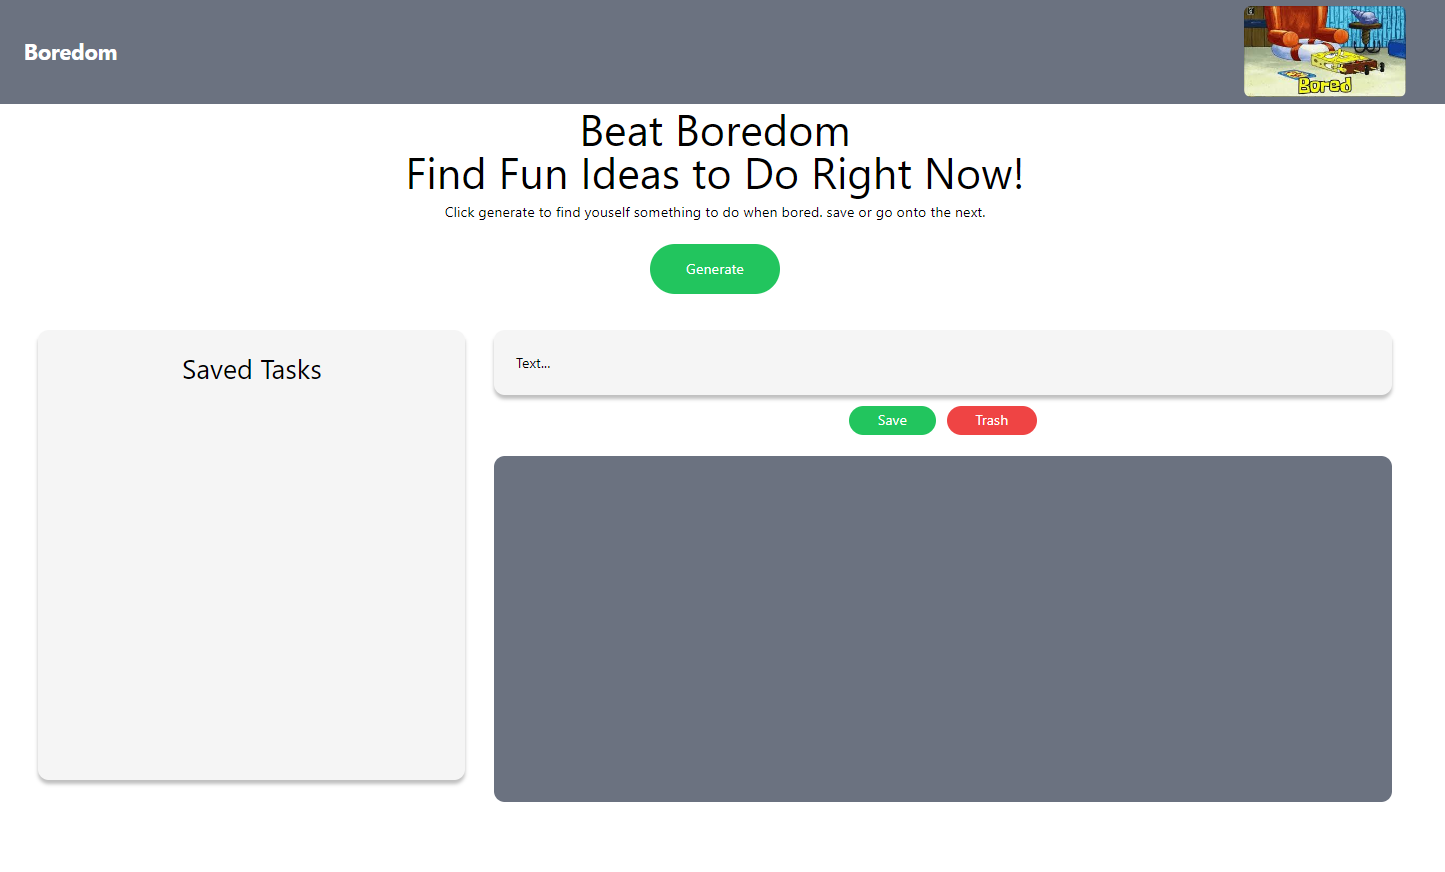 Boredom
Bored
Beat Boredom
Find Fun Ideas to Do Right Now!
Click generate to find youself something to do when bored. save or go onto the next.
Generate
Saved Tasks
Text...
Save
Trash